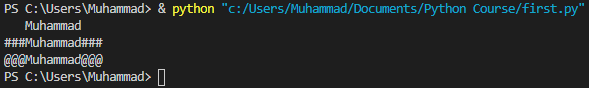 PS C:\Users\Muhammad> & python "c:/Users/Muhammad/Documents/Python Course/first.py"
   Muhammad
###Muhammad###
@@@Muhammad@@@
PS C:\Users\Muhammad>